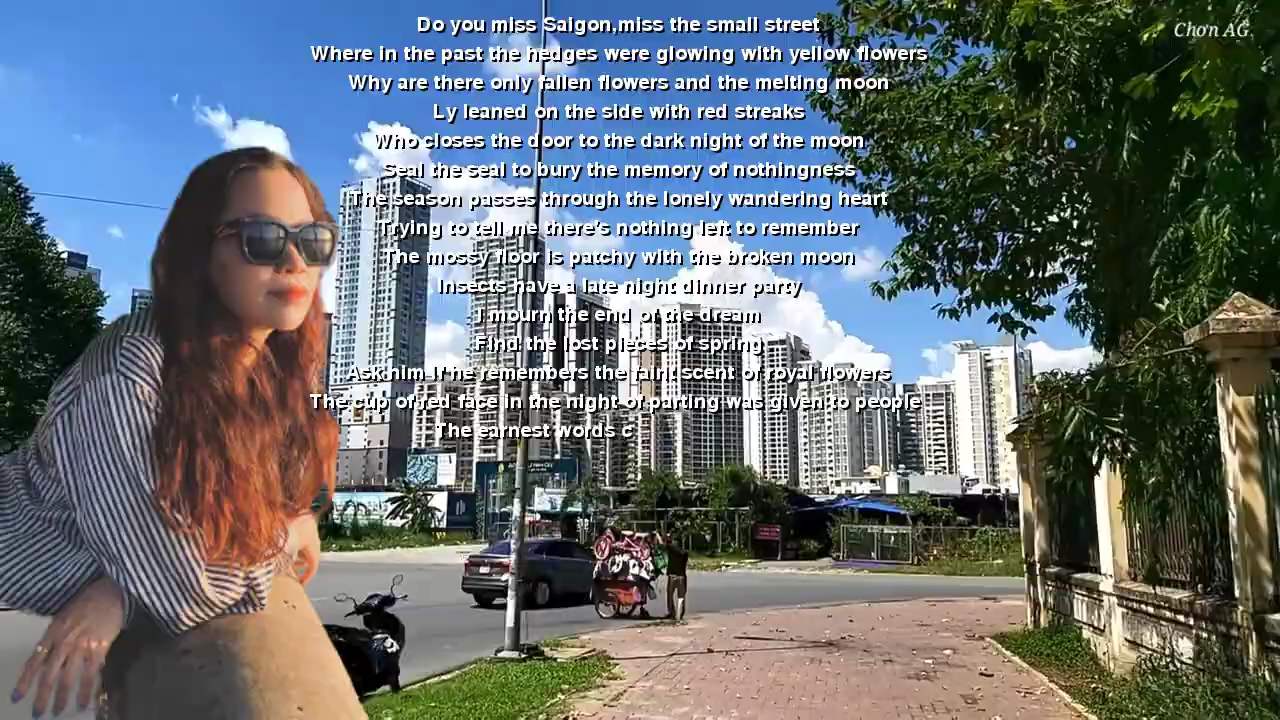 Chon AG
Do you miss Saigon,miss the small street
Where in the past the hedges were glowing with yellow flowers
Why are there only fallen flowers and the melting moon
Ly leaned on the side with red streaks
Who closes the door to the dark night of the moon
Seal the seal to bury the memory of nothingness
The season passes through the lonely wandering heart
Trying to tell me there's nothing left to remember
The mossy floor is patchy with the broken moon
Insects have a late night dinner party
I mourn the end of the dream
Find the lost pieces of spring
Ask him if he remembers the faint scent of royal flowers
The cup of red face in the night of parting was given to people
The earnest words c